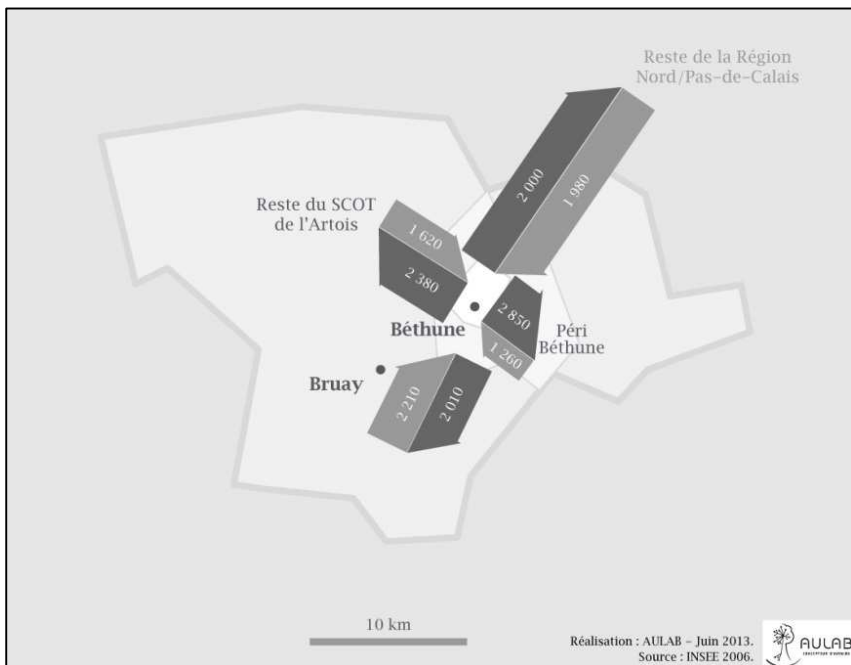 Reste de la Région
Nord/Pas-de-Calais
2 000
1 980
Reste du SCOT
de l'Artois
1 620
2 380
Béthune
2 850
1 260
Péri
Béthune
Bruay
2 210
2 010
10 km
Réalisation : AULAB - Juin 2013.
Source : INSEE 2006.
AULAB